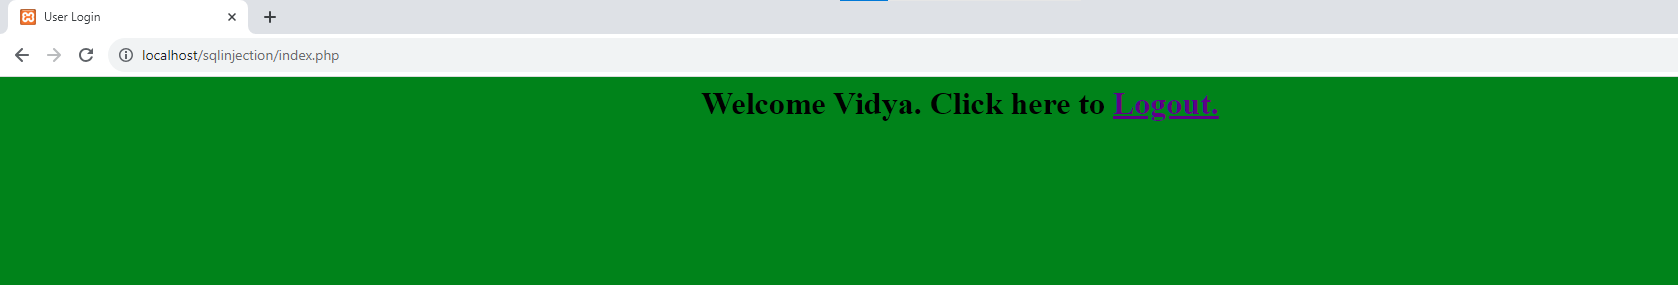 User Login
localhost/sqlinjection/index.php
Welcome Vidya. Click here to Logout.